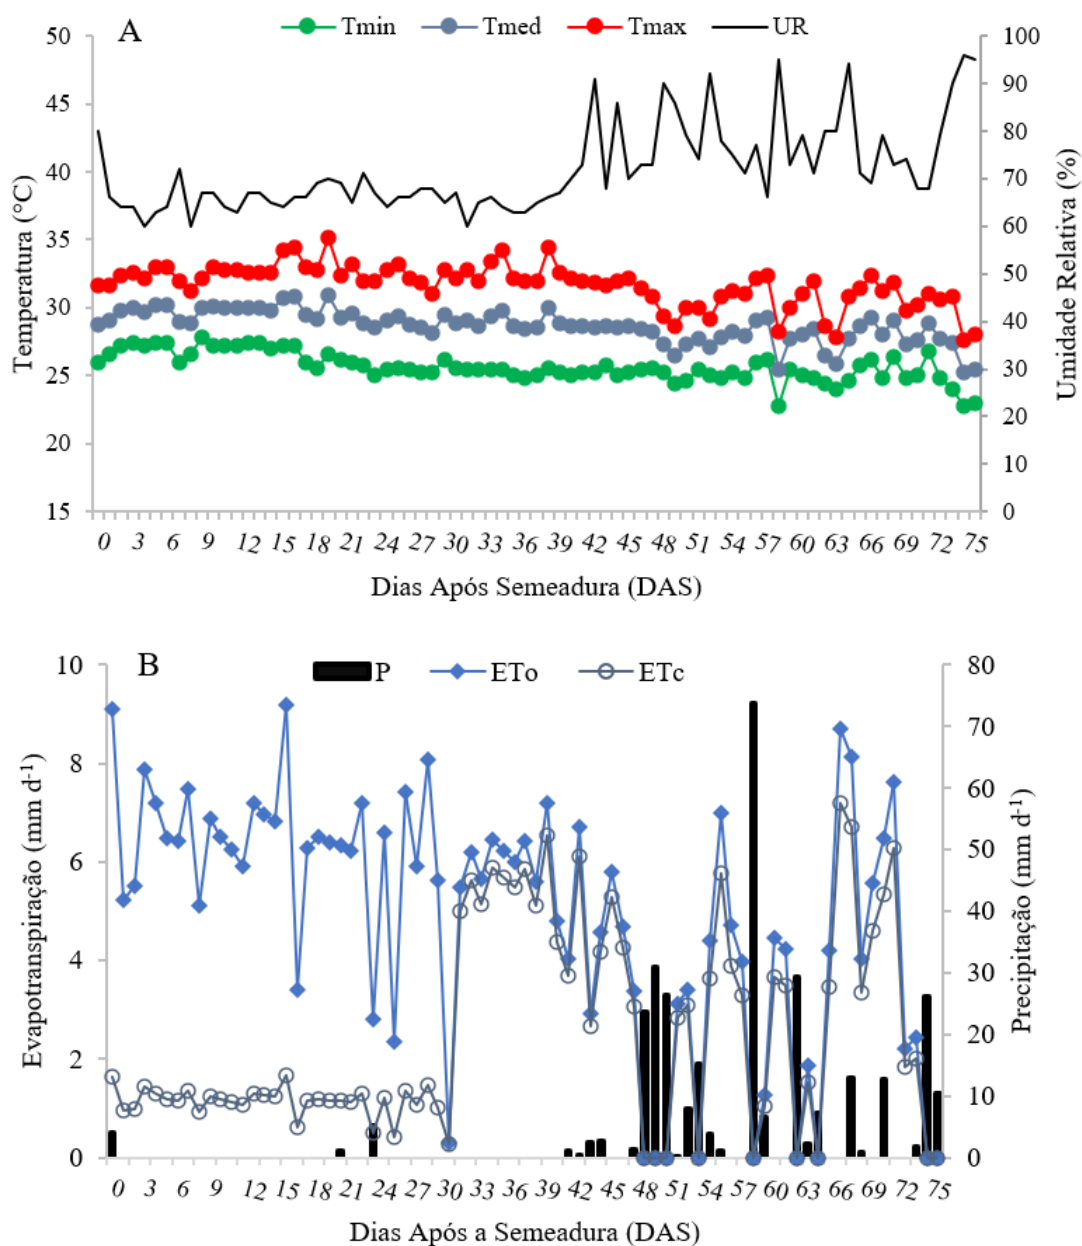 A
Tmin Tmed Tmax UR
50 45 40 35 30 25 20 15
Temperatura (°C)
100 90 80 70 60 50 40 30 20 10 0
Umidade Relativa (%)
0 3 6 9 12 15 18 21 24 27 30 33 36 39 42 45 48 51 54 57 60 63 66 69 72 75
Dias Após Semeadura (DAS)
B
P ETo ETc
10 8 6 4 2 0
Evapotranspiração (mm d-1)
80 70 60 50 40 30 20 10 0
Precipitação (mm d-1)
0 3 6 9 12 15 18 21 24 27 30 33 36 39 42 45 48 51 54 57 60 63 66 69 72 75
Dias Após a Semeadura (DAS)